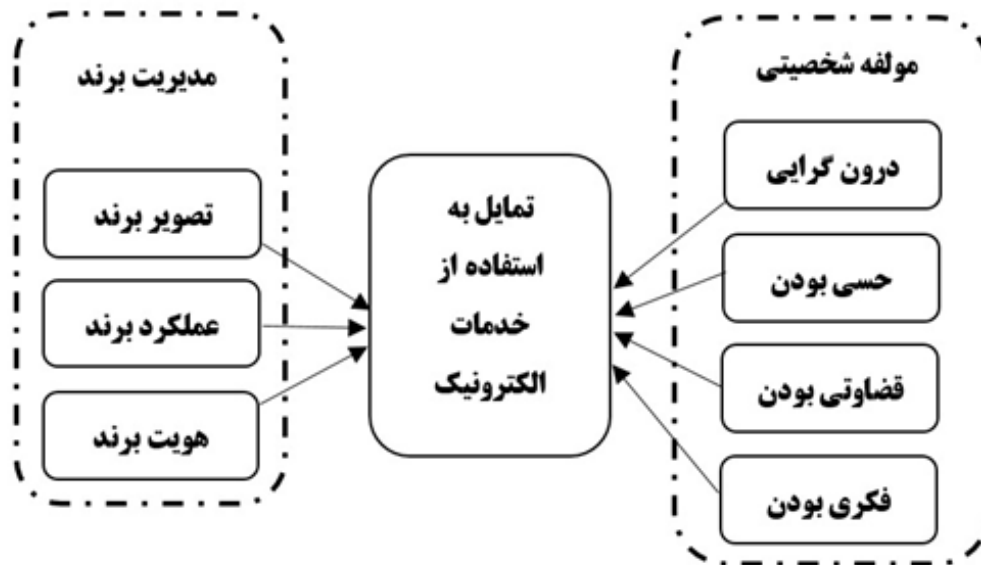 مولفه شخصیتی
درون گرایی
حسی بودن
قضاوتی بودن
فکری بودن
تمایل به
استفاده از
خدمات
الکترونیک
مدیریت برند
تصویر برند
عملکرد برند
هویت برند